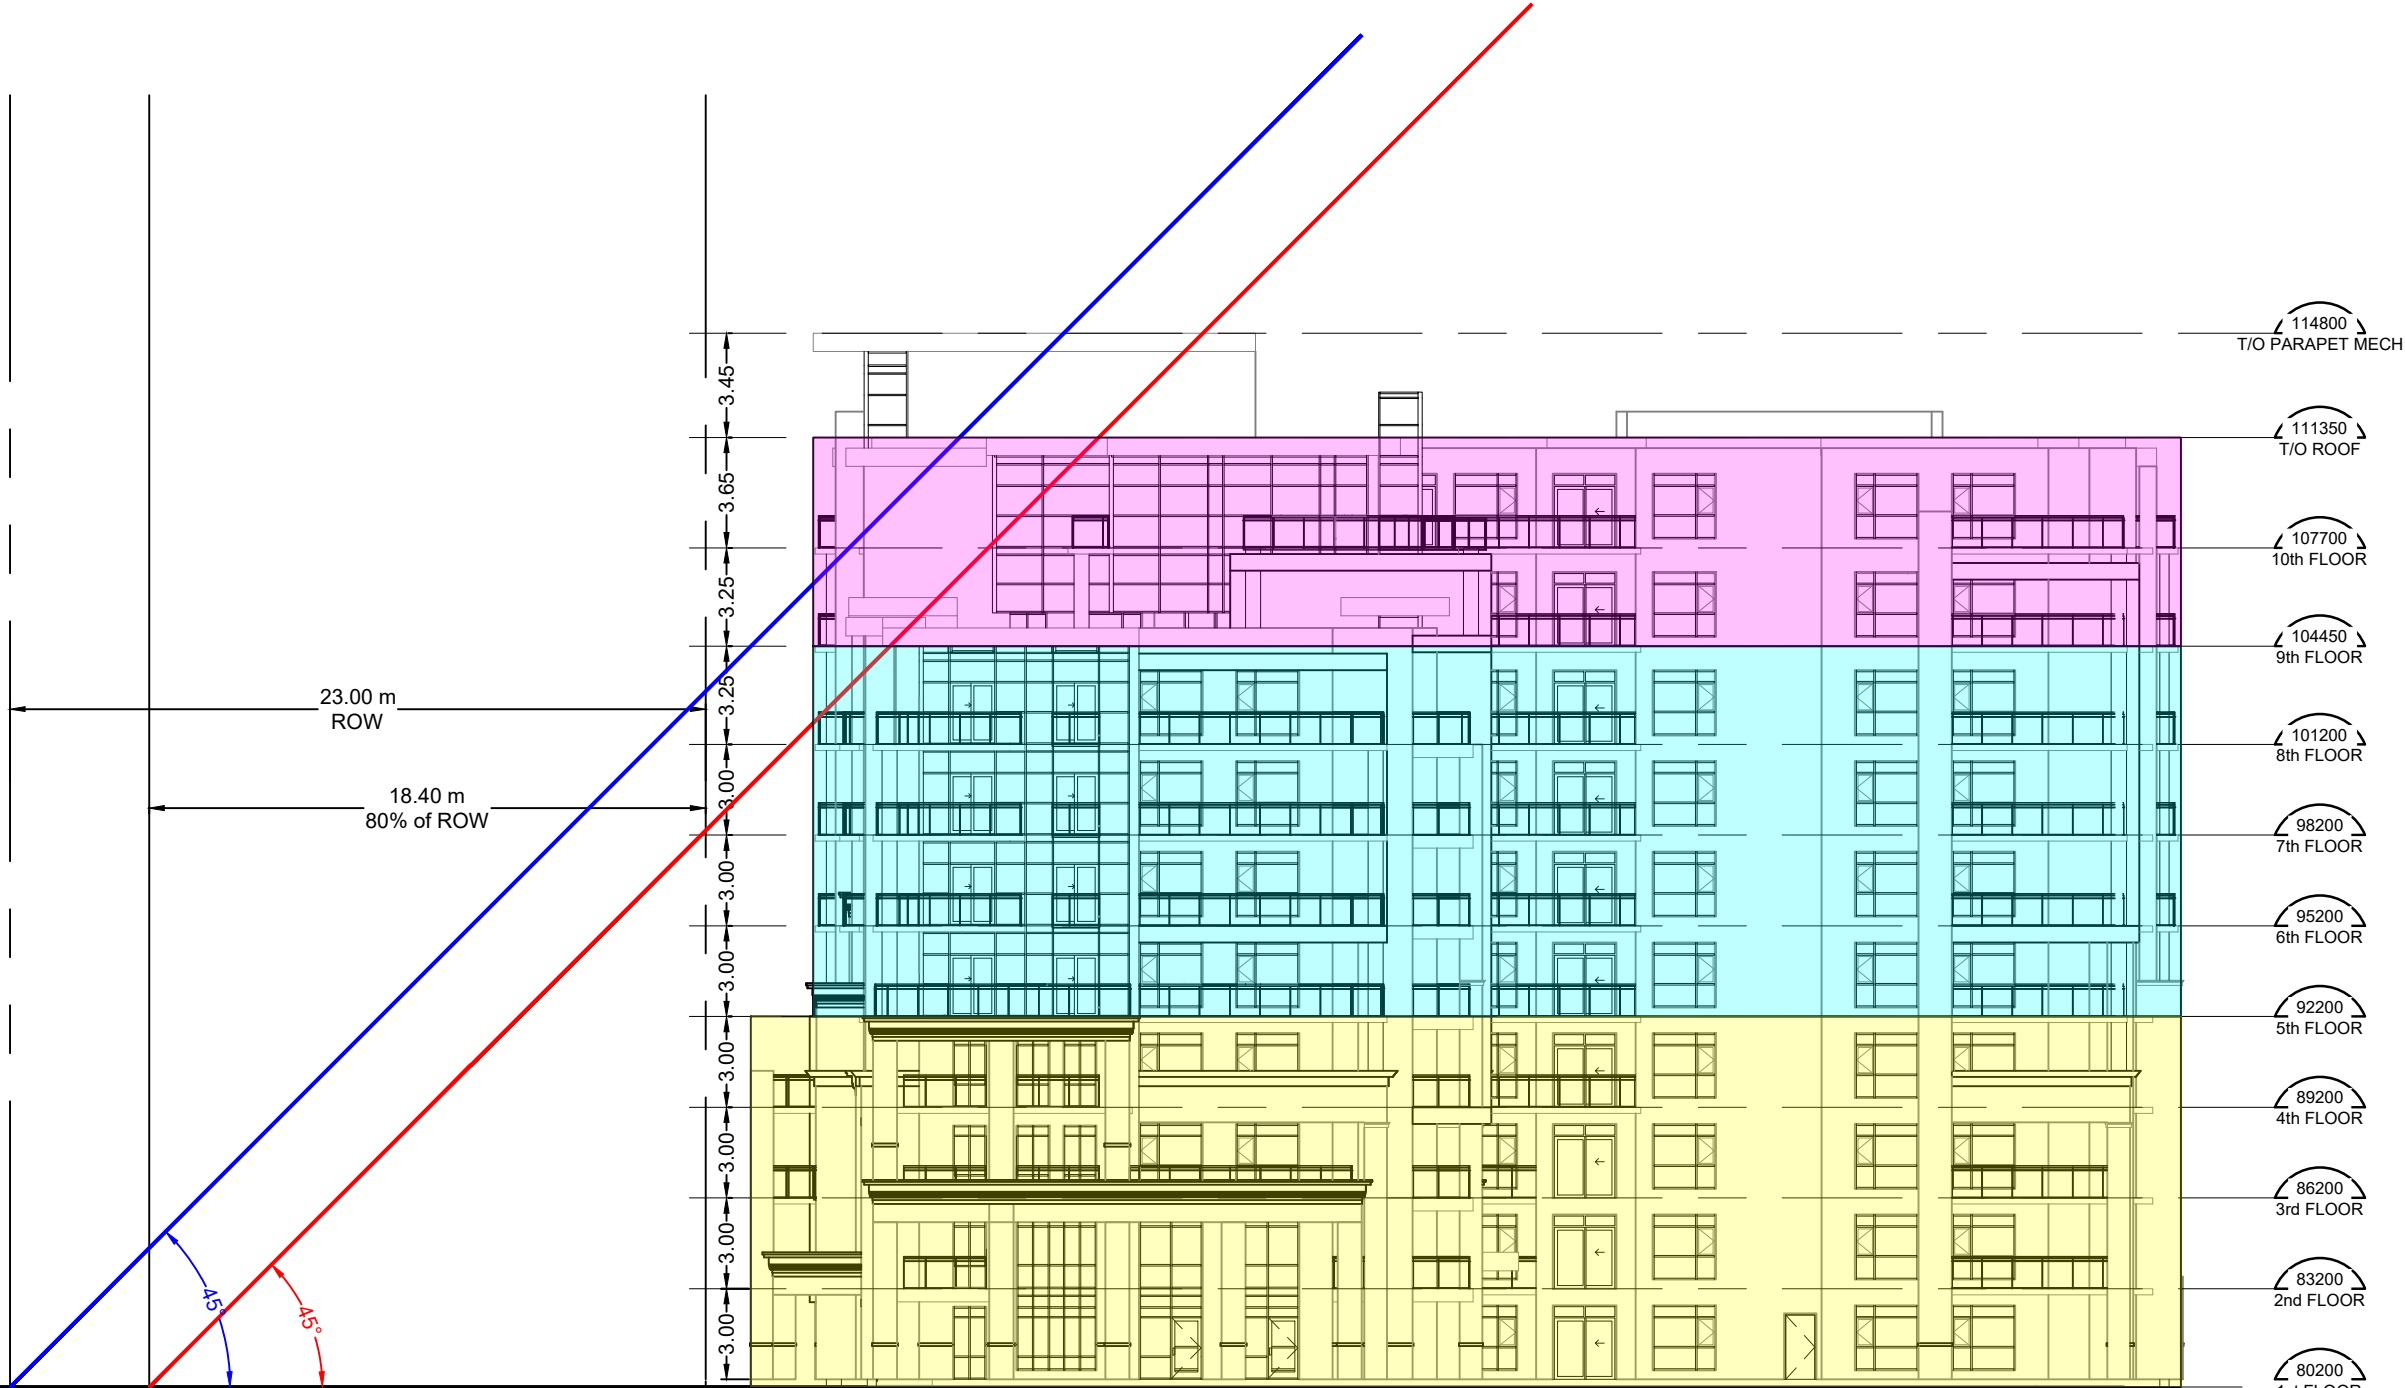 114800
T/O PARAPET MECH
3.45
111350
T/O ROOF
3.65
107700
10th FLOOR
3.25
104450
9th FLOOR
3.25
23.00 m
ROW
101200
8th FLOOR
3.00
18.40 m
80% of ROW
98200
7th FLOOR
3.00
95200
6th FLOOR
3.00
92200
5th FLOOR
3.00
89200
4th FLOOR
3.00
86200
3rd FLOOR
3.00
83200
2nd FLOOR
45°
45°
3.00
80200